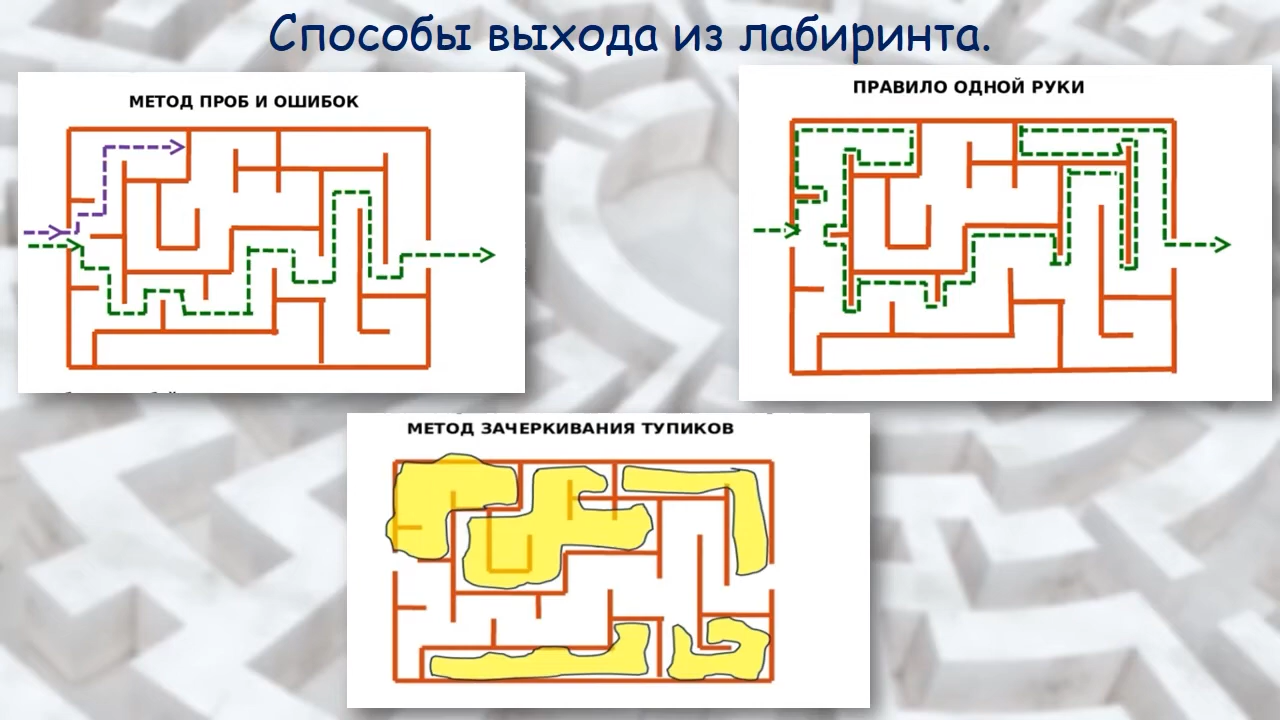 Способы выхода из лабиринта.
МЕТОД ПРОБ И ОШИБОК
ПРАВИЛО ОДНОЙ РУКИ
МЕТОД ЗАЧЕРКИВАНИЯ ТУПИКОВ